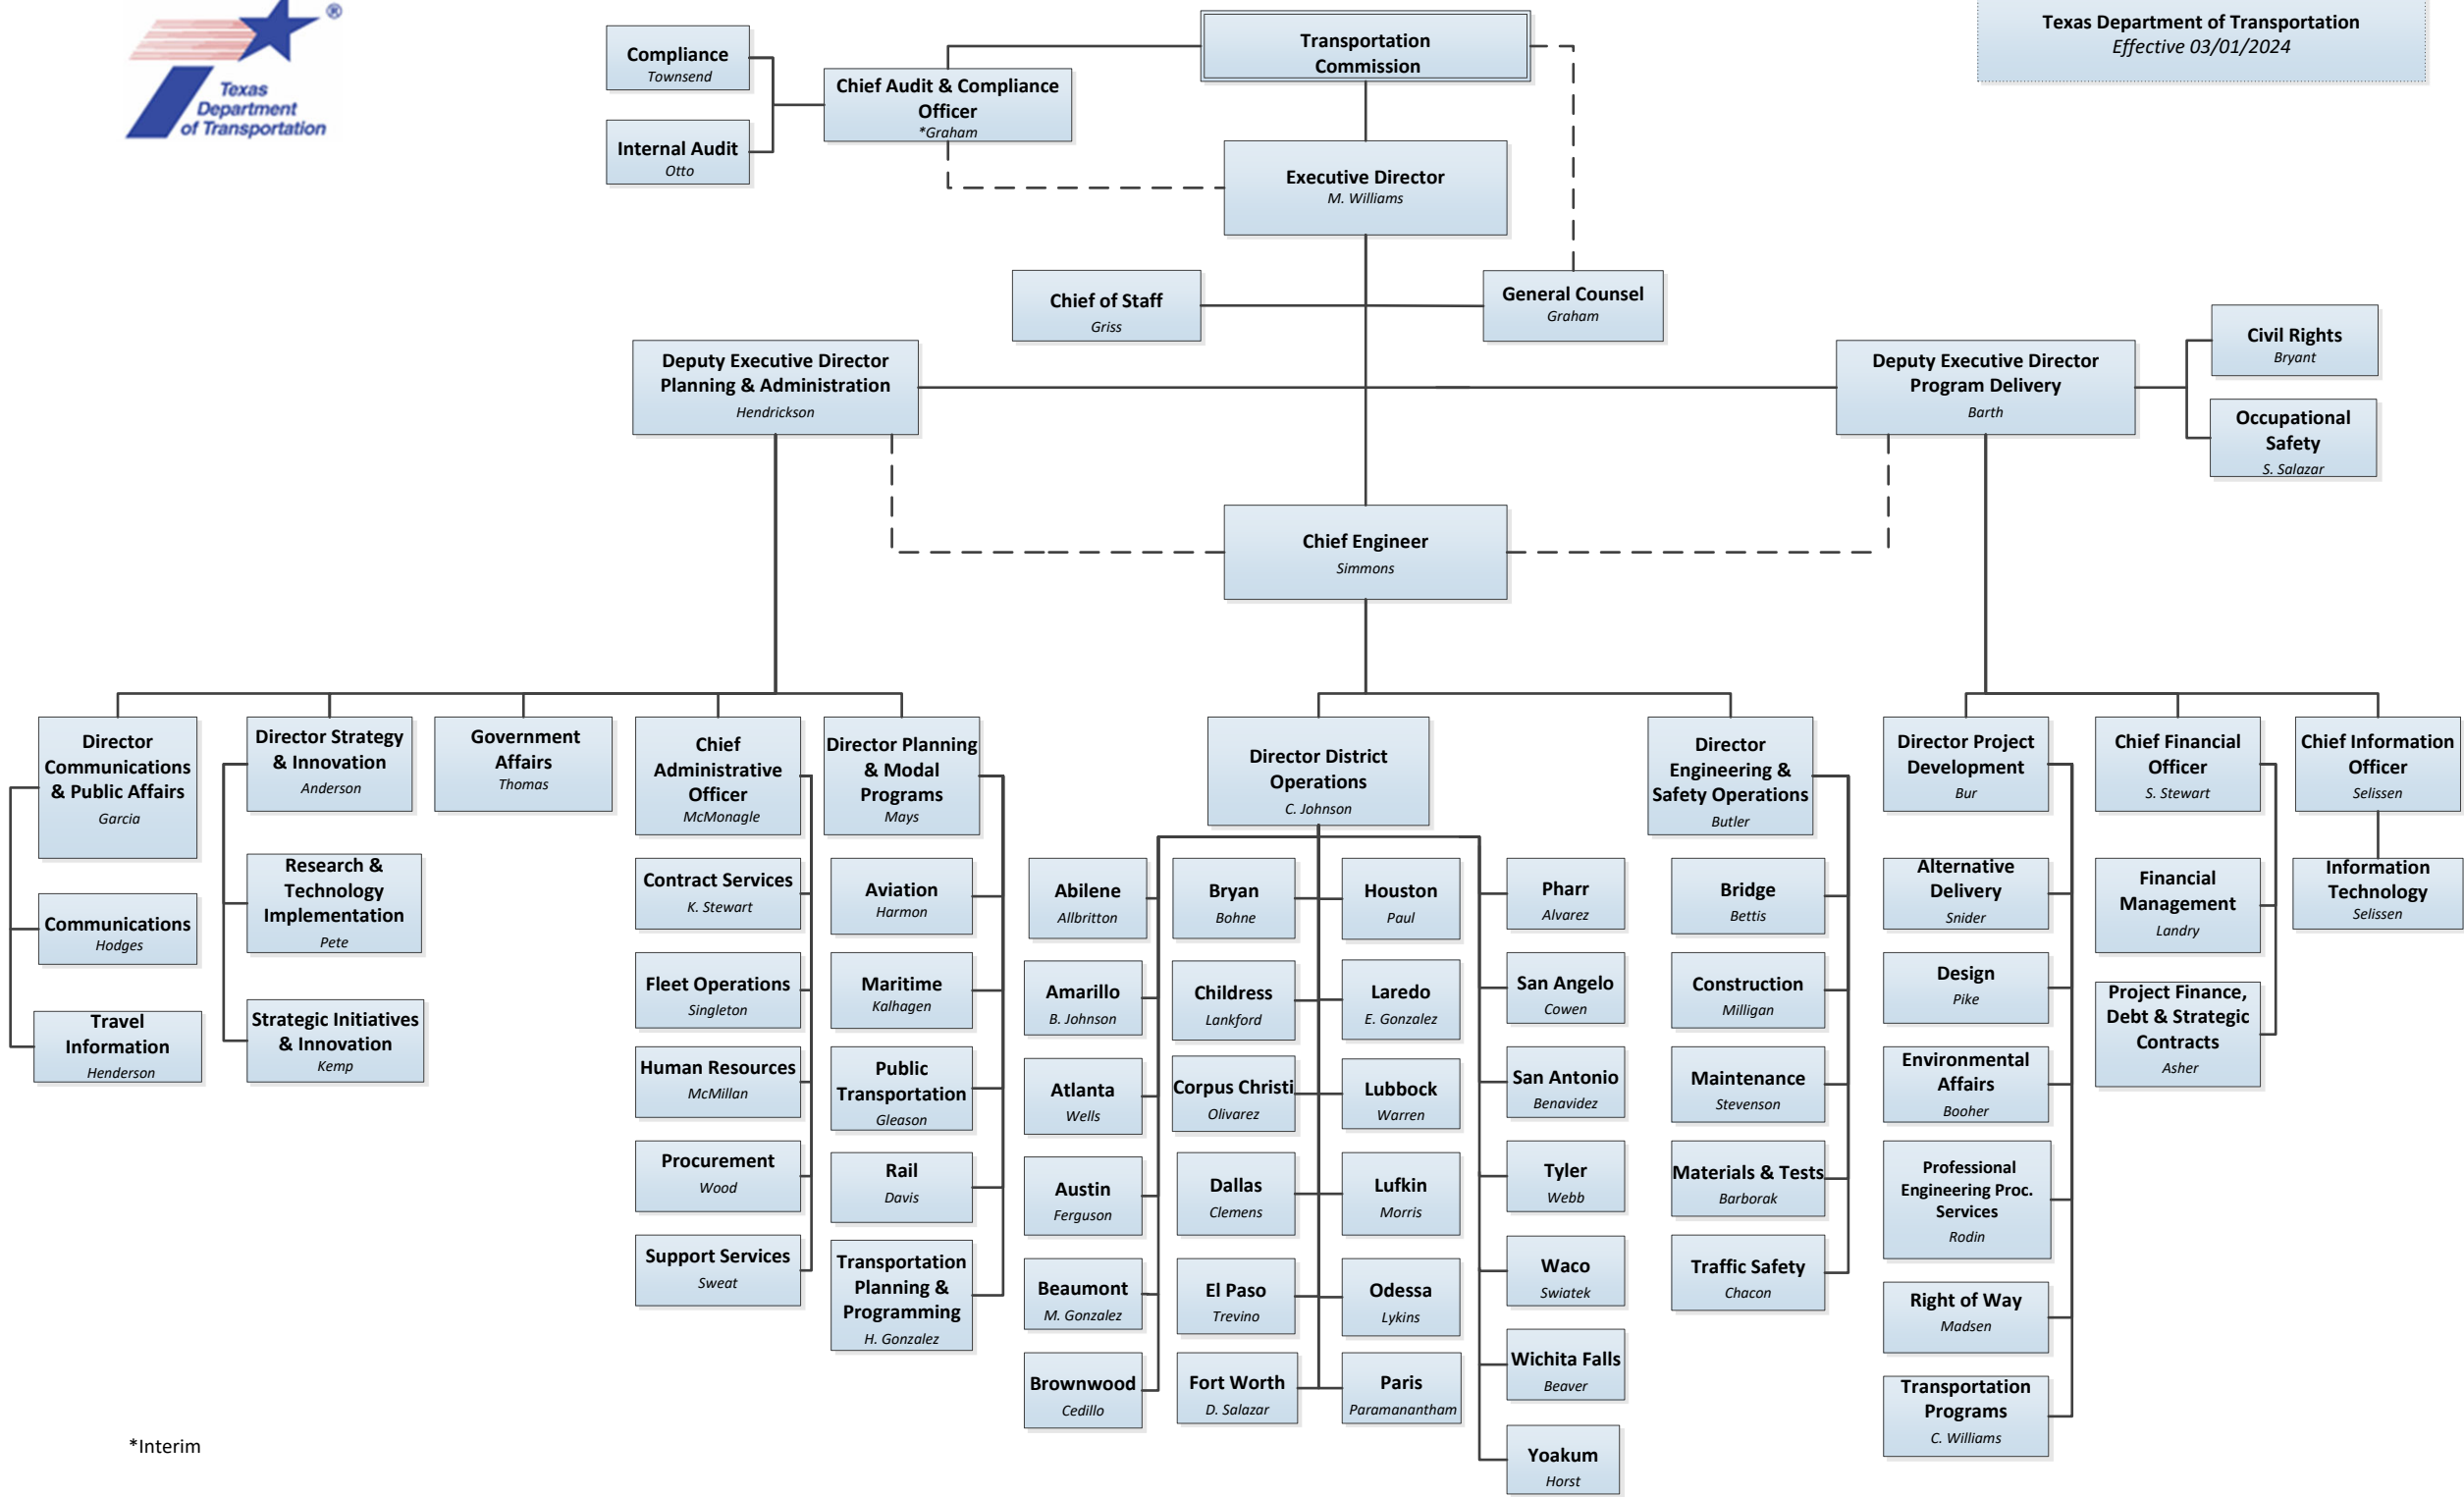 ®
Texas
Department
of Transportation
Texas Department of Transportation
Effective 03/01/2024
Transportation
Commission
Compliance
Townsend
Chief Audit & Compliance
Officer
*Graham
Internal Audit
Otto
Executive Director
M. Williams
Chief of Staff
Griss
General Counsel
Graham
Deputy Executive Director
Planning & Administration
Hendrickson
Deputy Executive Director
Program Delivery
Barth
Civil Rights
Bryant
Occupational
Safety
S. Salazar
Chief Engineer
Simmons
Director
Communications
& Public Affairs
Garcia
Communications
Hodges
Travel
Information
Henderson
Director Strategy
& Innovation
Anderson
Research &
Technology
Implementation
Pete
Strategic Initiatives
& Innovation
Kemp
Government
Affairs
Thomas
Chief
Administrative
Officer
McMonagle
Contract Services
K. Stewart
Fleet Operations
Singleton
Human Resources
McMillan
Procurement
Wood
Support Services
Sweat
Director Planning
& Modal
Programs
Mays
Aviation
Harmon
Maritime
Kalhagen
Public
Transportation
Gleason
Rail
Davis
Transportation
Planning &
Programming
H. Gonzalez
Director District
Operations
C. Johnson
Abilene
Allbritton
Amarillo
B. Johnson
Atlanta
Wells
Austin
Ferguson
Beaumont
M. Gonzalez
Brownwood
Cedillo
Bryan
Bohne
Childress
Lankford
Corpus Christi
Olivarez
Dallas
Clemens
El Paso
Trevino
Fort Worth
D. Salazar
Houston
Paul
Laredo
E. Gonzalez
Lubbock
Warren
Lufkin
Morris
Odessa
Lykins
Paris
Paramanantham
Pharr
Alvarez
San Angelo
Cowen
San Antonio
Benavidez
Tyler
Webb
Waco
Swiatek
Wichita Falls
Beaver
Yoakum
Horst
Director
Engineering &
Safety Operations
Butler
Bridge
Bettis
Construction
Milligan
Maintenance
Stevenson
Materials & Tests
Barborak
Traffic Safety
Chacon
Director Project
Development
Bur
Alternative
Delivery
Snider
Design
Pike
Environmental
Affairs
Booher
Professional
Engineering Proc.
Services
Rodin
Right of Way
Madsen
Transportation
Programs
C. Williams
Chief Financial
Officer
S. Stewart
Financial
Management
Landry
Project Finance,
Debt & Strategic
Contracts
Asher
Chief Information
Officer
Selissen
Information
Technology
Selissen
*Interim